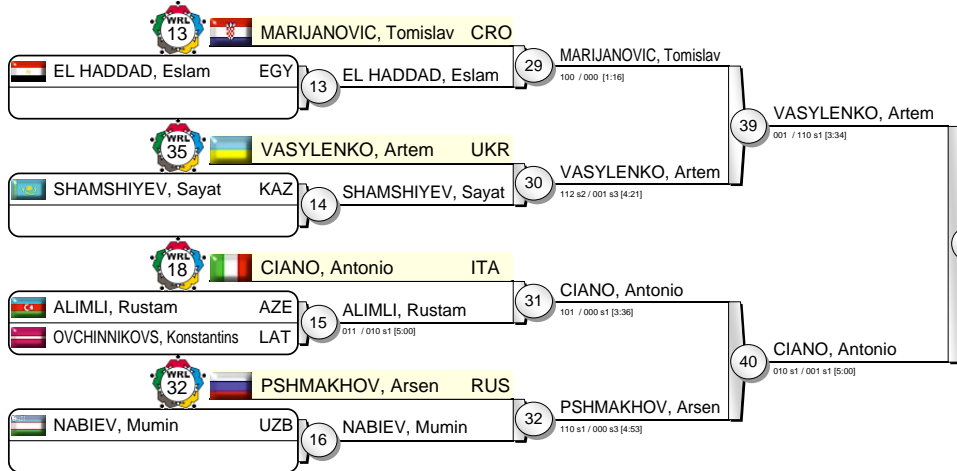 WRL
13
MARIJANOVIC, Tomislav CRO
EL HADDAD, Eslam EGY
13
EL HADDAD, Eslam
29
MARIJANOVIC, Tomislav
100 / 000 [1:16]
39
VASYLENKO, Artem
001 / 110 s1 [3:34]
WRL
35
VASYLENKO, Artem UKR
SHAMSHIYEV, Sayat KAZ
14
SHAMSHIYEV, Sayat
30
VASYLENKO, Artem
112 s2 / 001 s3 [4:21]
WRL
18
CIANO, Antonio ITA
ALIMLI, Rustam AZE
OVCHINNIKOVS, Konstantins LAT
15
ALIMLI, Rustam
011 / 010 s1 [5:00]
31
CIANO, Antonio
101 / 000 s1 [3:36]
40
CIANO, Antonio
010 s1 / 001 s1 [5:00]
WRL
32
PSHMAKHOV, Arsen RUS
NABIEV, Mumin UZB
16
NABIEV, Mumin
32
PSHMAKHOV, Arsen
110 s1 / 000 s3 [4:53]